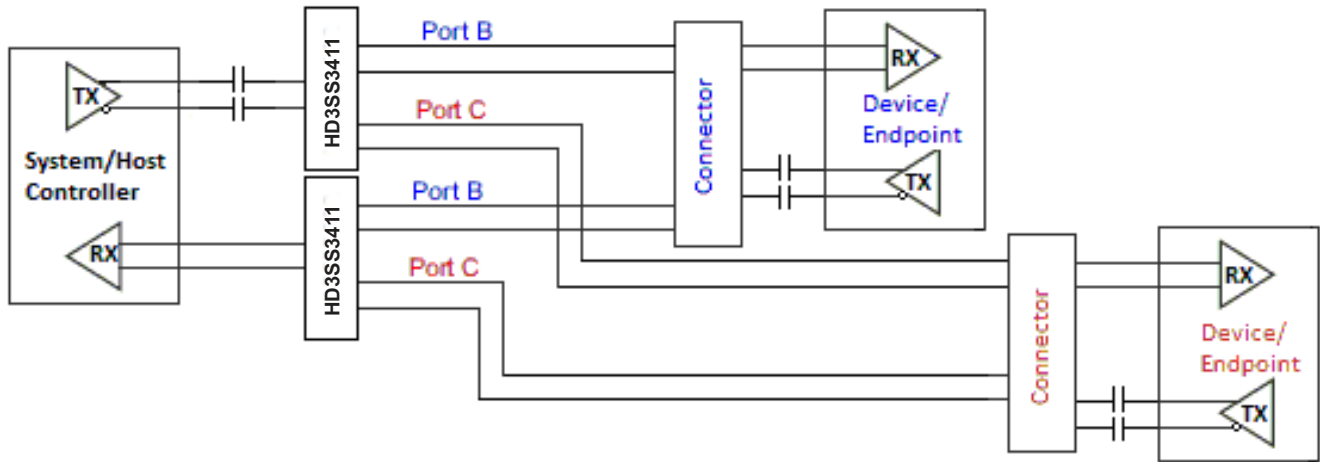 TX
System/Host
Controller
RX
HD3SS3411
HD3SS3411
Port B
Port C
Port B
Port C
Connector
RX
Device/
Endpoint
TX
Connector
RX
Device/
Endpoint
TX